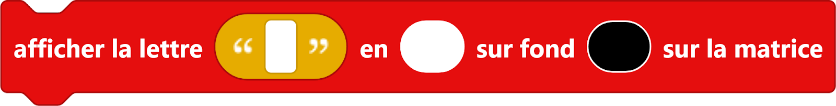 afficher la lettre “ ” en sur fond sur la matrice